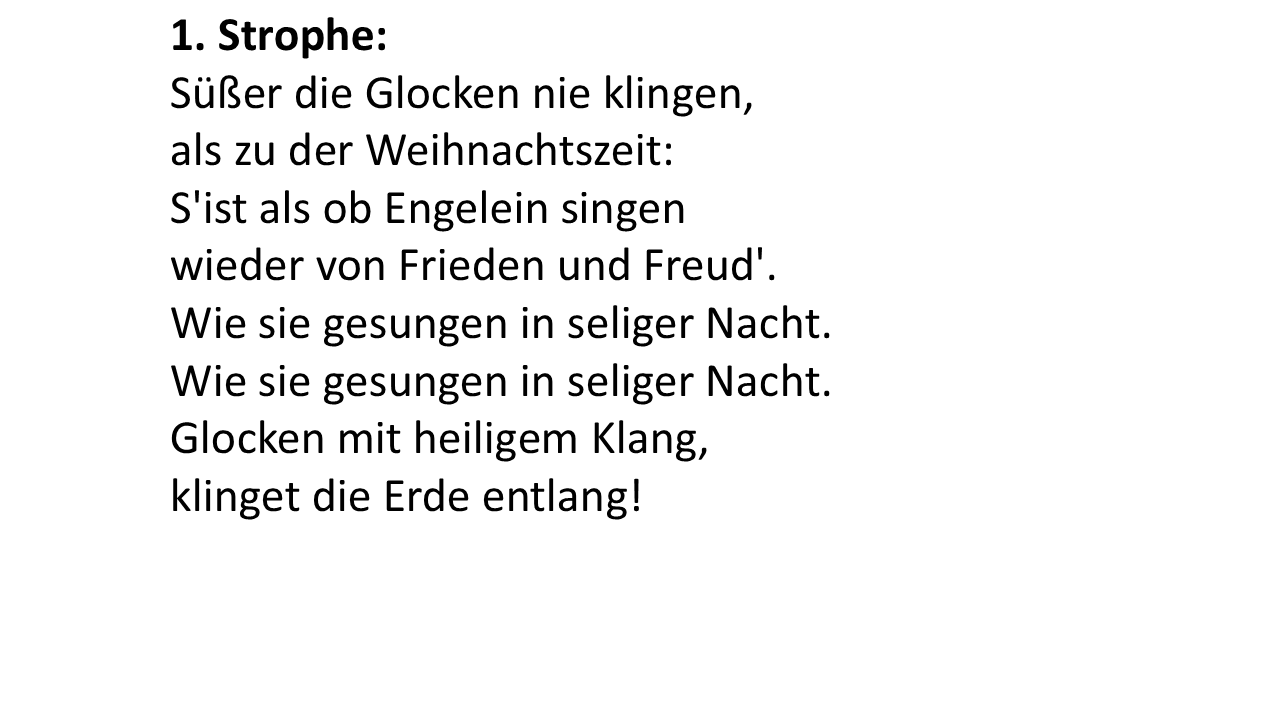 1. Strophe:
Süßer die Glocken nie klingen,
als zu der Weihnachtszeit:
S'ist als ob Engelein singen
wieder von Frieden und Freud'.
Wie sie gesungen in seliger Nacht.
Wie sie gesungen in seliger Nacht.
Glocken mit heiligem Klang,
klinget die Erde entlang!